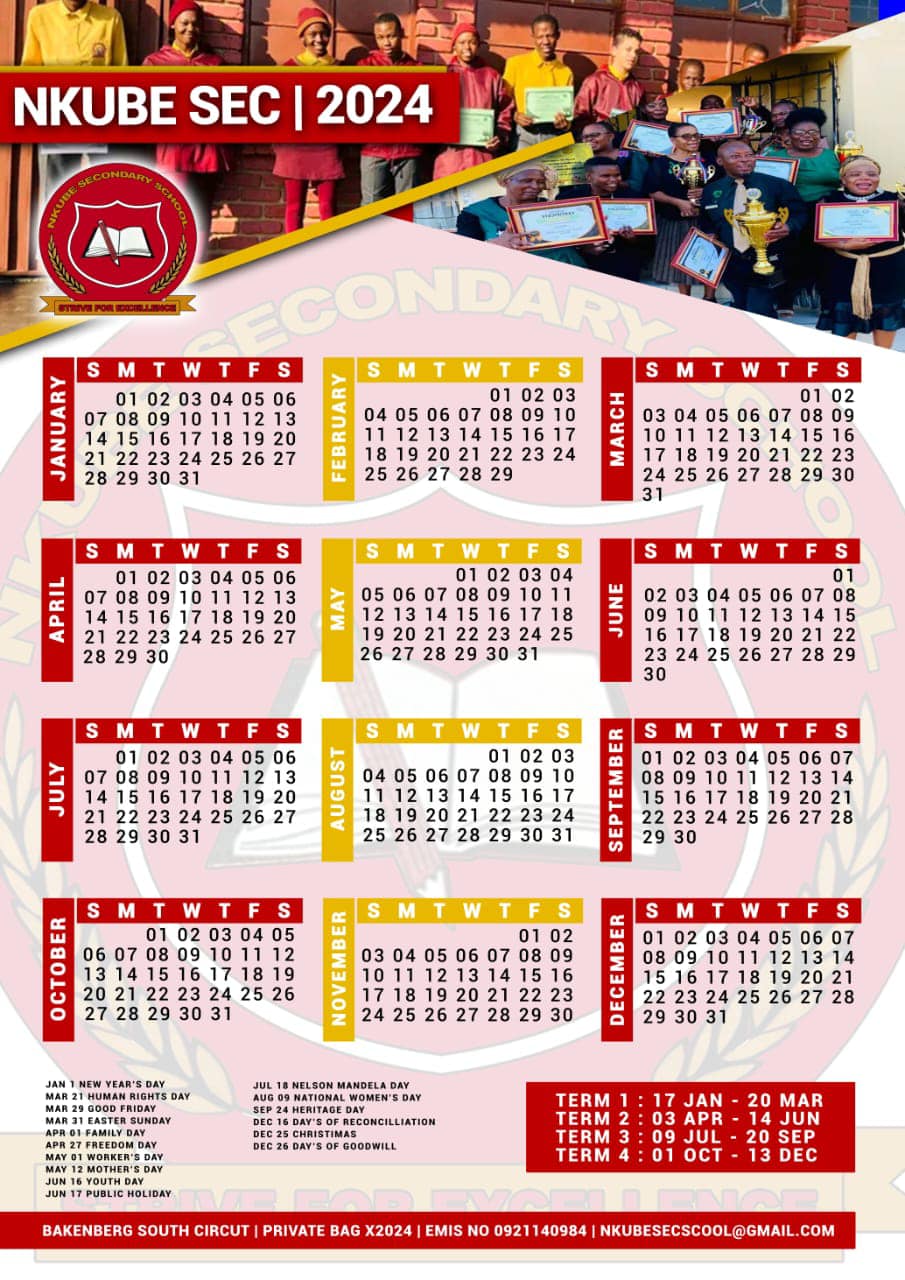 NKUBE SEC | 2024
NKUBE SECONDARY SCHOOL
STRIVE FOR EXCELLENCE
NKUBE SECONDARY SCHOOL
JANUARY
S M T W T F S
01 02 03 04 05 06
07 08 09 10 11 12 13
14 15 16 17 18 19 20
21 22 23 24 25 26 27
28 29 30 31
FEBRUARY
S M T W T F S
01 02 03
04 05 06 07 08 09 10
11 12 13 14 15 16 17
18 19 20 21 22 23 24
25 26 27 28 29
MARCH
S M T W T F S
01 02
03 04 05 06 07 08 09
10 11 12 13 14 15 16
17 18 19 20 21 22 23
24 25 26 27 28 29 30
31
APRIL
S M T W T F S
01 02 03 04 05 06
07 08 09 10 11 12 13
14 15 16 17 18 19 20
21 22 23 24 25 26 27
28 29 30
MAY
S M T W T F S
01 02 03 04
05 06 07 08 09 10 11
12 13 14 15 16 17 18
19 20 21 22 23 24 25
26 27 28 29 30 31
JUNE
S M T W T F S
01
02 03 04 05 06 07 08
09 10 11 12 13 14 15
16 17 18 19 20 21 22
23 24 25 26 27 28 29
30
JULY
S M T W T F S
01 02 03 04 05 06
07 08 09 10 11 12 13
14 15 16 17 18 19 20
21 22 23 24 25 26 27
28 29 30 31
AUGUST
S M T W T F S
01 02 03
04 05 06 07 08 09 10
11 12 13 14 15 16 17
18 19 20 21 22 23 24
25 26 27 28 29 30 31
SEPTEMBER
S M T W T F S
01 02 03 04 05 06 07
08 09 10 11 12 13 14
15 16 17 18 19 20 21
22 23 24 25 26 27 28
29 30
OCTOBER
S M T W T F S
01 02 03 04 05
06 07 08 09 10 11 12
13 14 15 16 17 18 19
20 21 22 23 24 25 26
27 28 29 30 31
NOVEMBER
S M T W T F S
01 02
03 04 05 06 07 08 09
10 11 12 13 14 15 16
17 18 19 20 21 22 23
24 25 26 27 28 29 30
DECEMBER
S M T W T F S
01 02 03 04 05 06 07
08 09 10 11 12 13 14
15 16 17 18 19 20 21
22 23 24 25 26 27 28
29 30 31
JAN 1 NEW YEAR'S DAY
MAR 21 HUMAN RIGHTS DAY
MAR 29 GOOD FRIDAY
MAR 31 EASTER SUNDAY
APR 01 FAMILY DAY
APR 27 FREEDOM DAY
MAY 01 WORKER'S DAY
MAY 12 MOTHER'S DAY
JUN 16 YOUTH DAY
JUN 17 PUBLIC HOLIDAY
JUL 18 NELSON MANDELA DAY
AUG 09 NATIONAL WOMEN'S DAY
SEP 24 HERITAGE DAY
DEC 16 DAY'S OF RECONCILLIATION
DEC 25 CHRISTIMAS
DEC 26 DAY'S OF GOODWILL
TERM 1 : 17 JAN - 20 MAR
TERM 2 : 03 APR - 14 JUN
TERM 3 : 09 JUL - 20 SEP
TERM 4 : 01 OCT - 13 DEC
STRIVE FOR EXCELLENCE
BAKENBERG SOUTH CIRCUT | PRIVATE BAG X2024 | EMIS NO 0921140984 | NKUBESECSCOOL@GMAIL.COM